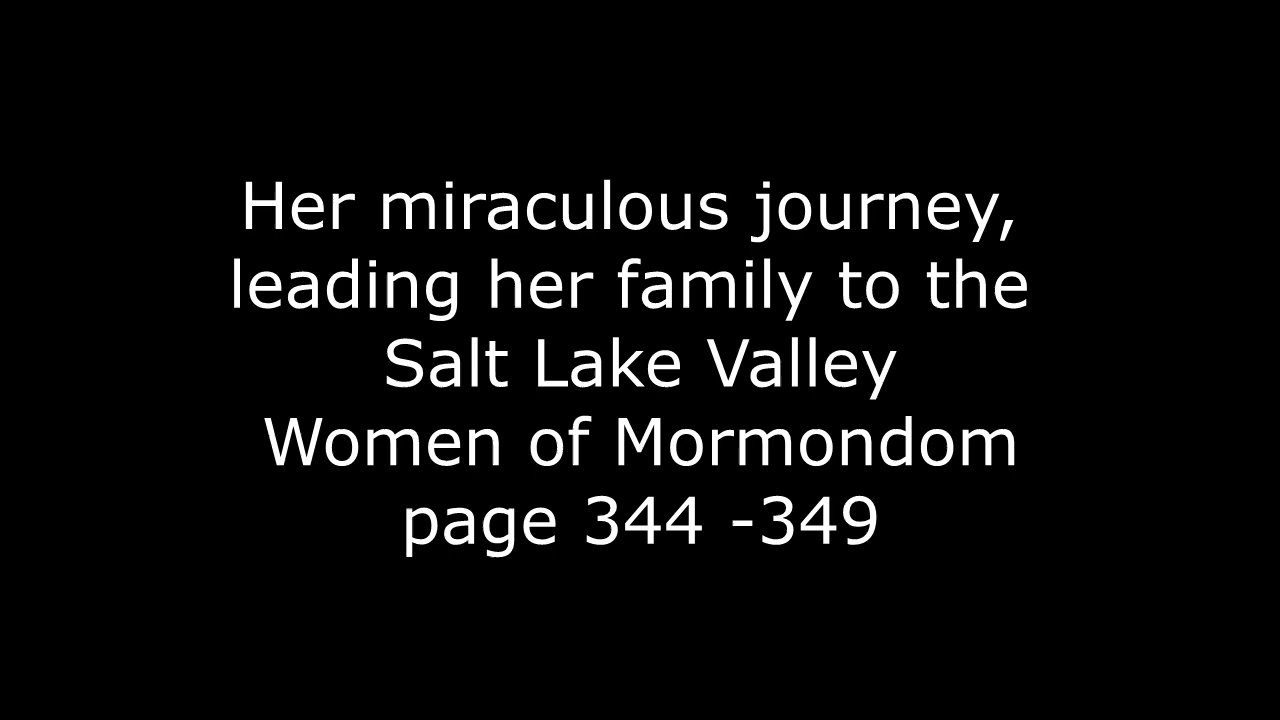 Her miraculous journey,
leading her family to the
Salt Lake Valley
Women of Mormondom
page 344 -349